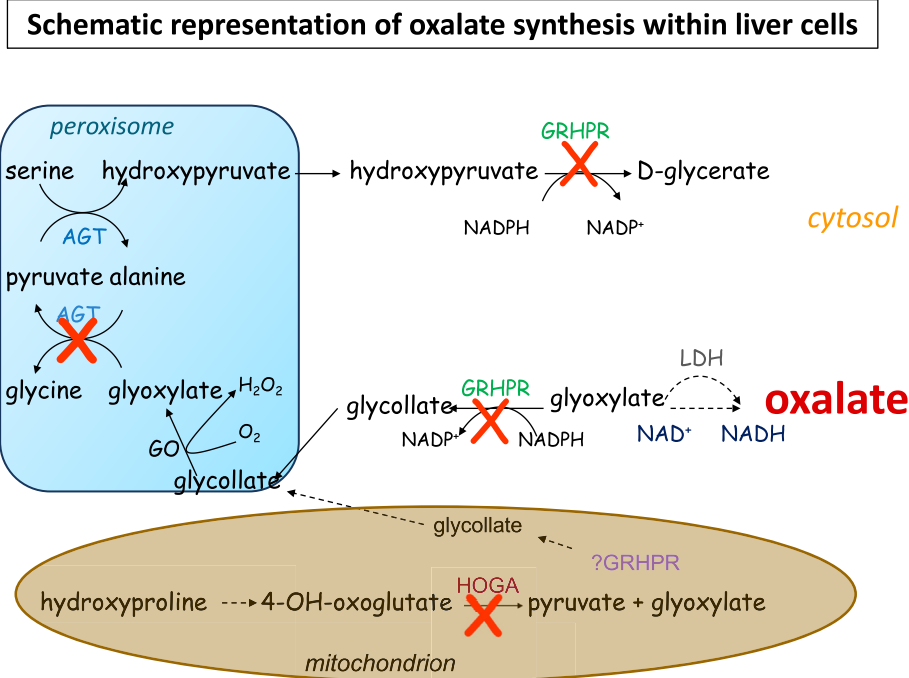 Schematic representation of oxalate synthesis within liver cells
peroxisome
GRHPR
serine hydroxypyruvate hydroxypyruvate D-glycerate
NADPH NADP⁺
cytosol
AGT
pyruvate alanine
AGT
LDH
glycine glyoxylate H₂O₂
glycollate GRHPR glyoxylate oxalate
NADP⁺ NADPH NAD⁺ NADH
GO O₂
glycollate
glycollate
?GRHPR
HOGA
hydroxyproline 4-OH-oxoglutate pyruvate + glyoxylate
mitochondrion